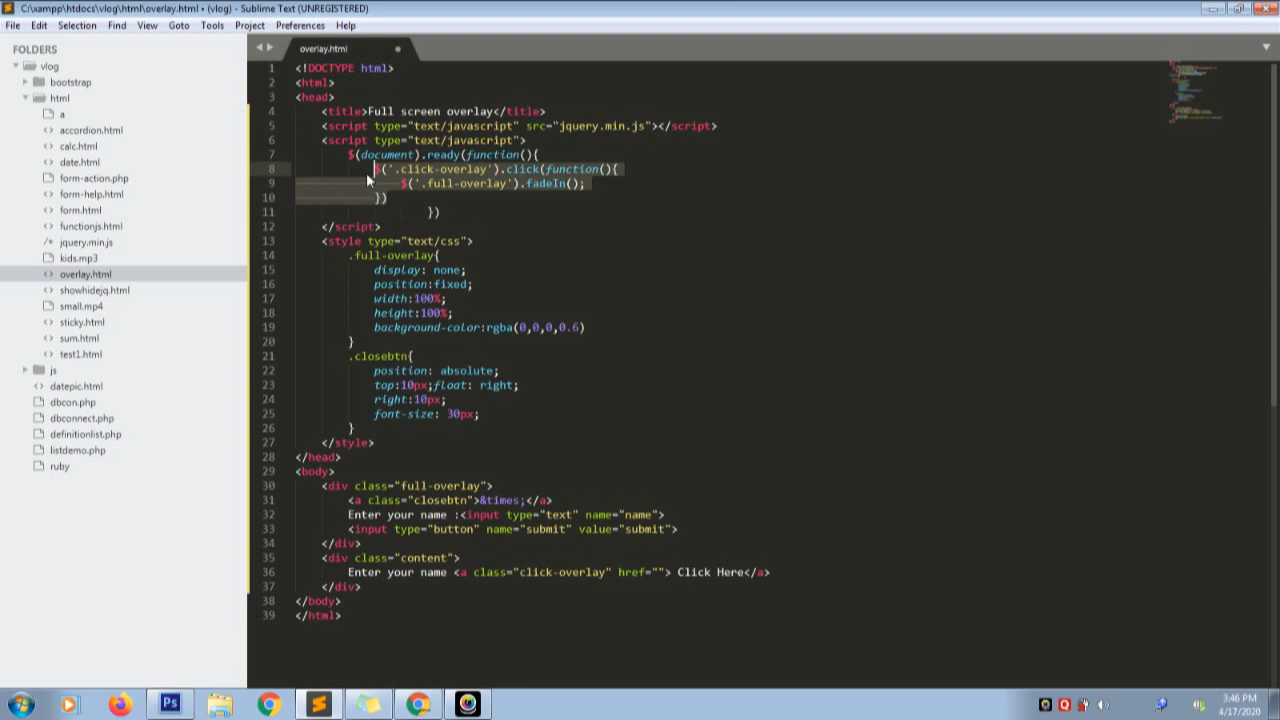 C:\xampp\htdocs\vlog\html\overlay.html • (vlog) - Sublime Text (UNREGISTERED)
File Edit Selection Find View Goto Tools Project Preferences Help
FOLDERS
vlog
bootstrap
html
a
accordion.html
calc.html
date.html
form-action.php
form-help.html
form.html
functionjs.html
jquery.min.js
kids.mp3
overlay.html
showhidejq.html
small.mp4
sticky.html
sum.html
test1.html
js
datepic.html
dbcon.php
dbconnect.php
definitionlist.php
listdemo.php
ruby
overlay.html
1 <!DOCTYPE html>
2 <html>
3 <head>
4 <title>Full screen overlay</title>
5 <script type="text/javascript" src="jquery.min.js"></script>
6 <script type="text/javascript">
7 $(document).ready(function(){
8 $('.click-overlay').click(function(){
9 $('.full-overlay').fadeIn();
10 })
11 })
12 </script>
13 <style type="text/css">
14 .full-overlay{
15 display: none;
16 position:fixed;
17 width:100%;
18 height:100%;
19 background-color:rgba(0,0,0,0.6)
20 }
21 .closebtn{
22 position: absolute;
23 top:10px;float: right;
24 right:10px;
25 font-size: 30px;
26 }
27 </style>
28 </head>
29 <body>
30 <div class="full-overlay">
31 <a class="closebtn">&times;</a>
32 Enter your name :<input type="text" name="name">
33 <input type="button" name="submit" value="submit">
34 </div>
35 <div class="content">
36 Enter your name <a class="click-overlay" href=""> Click Here</a>
37 </div>
38 </body>
39 </html>
Ps
3:46 PM
4/17/2020